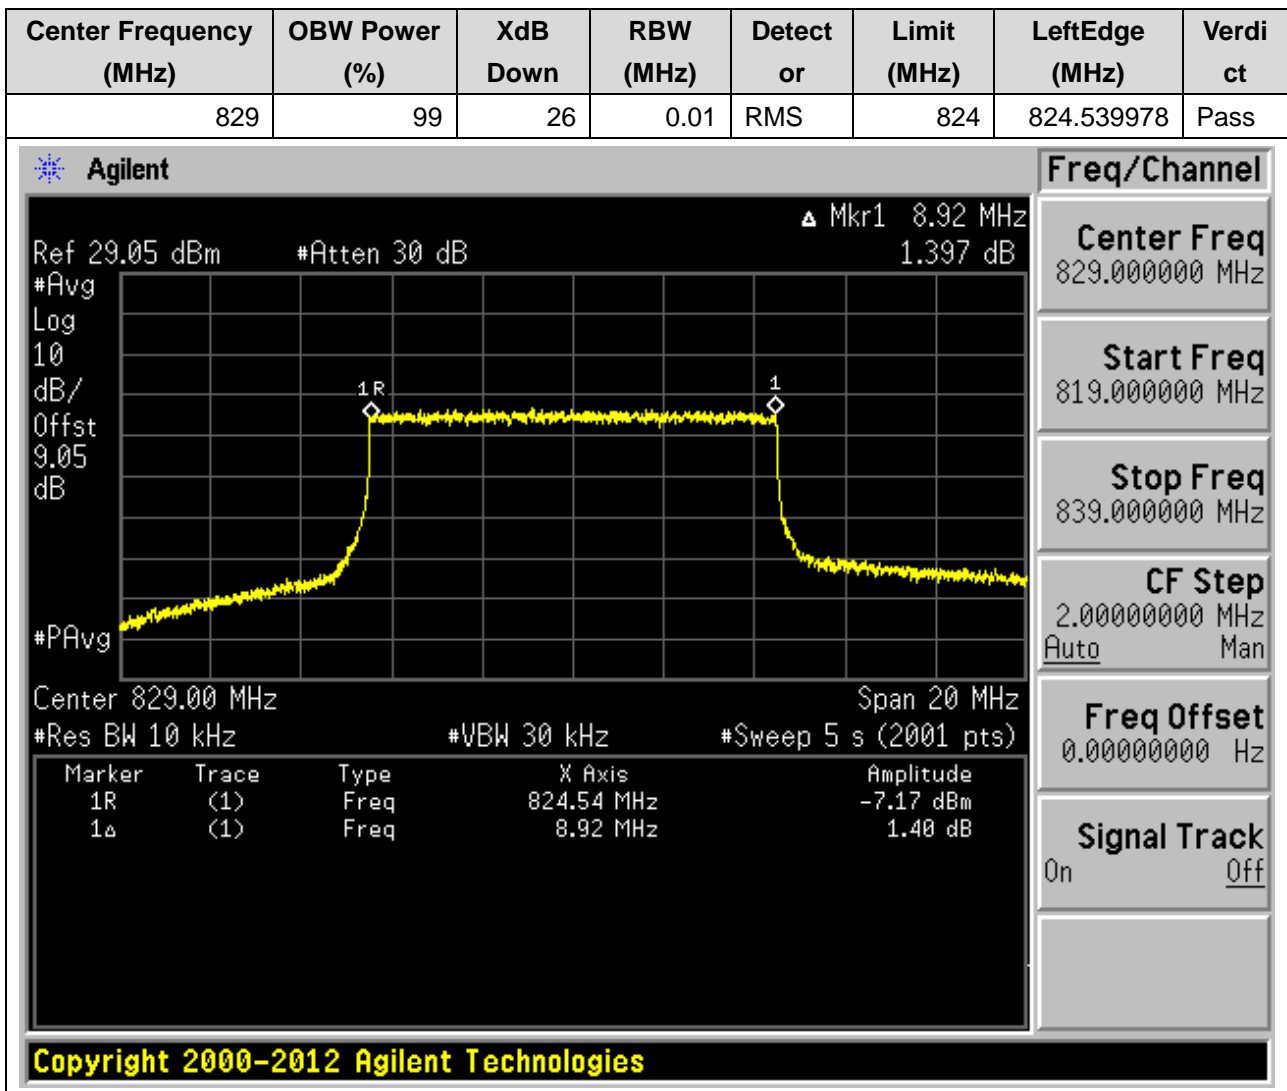 Center Frequency (MHz) OBW Power (%) XdB Down RBW (MHz) Detect or Limit (MHz) LeftEdge (MHz) Verdi ct
829 99 26 0.01 RMS 824 824.539978 Pass
Agilent
Freq/Channel
Δ Mkr1 8.92 MHz
Ref 29.05 dBm #Atten 30 dB 1.397 dB
#Avg
Log
10
dB/
Offst
9.05
dB
#PAvg
1R
1
Center 829.00 MHz Span 20 MHz
#Res BW 10 kHz #VBW 30 kHz #Sweep 5 s (2001 pts)
Marker Trace Type X Axis Amplitude
1R (1) Freq 824.54 MHz -7.17 dBm
1Δ (1) Freq 8.92 MHz 1.40 dB
Center Freq
829.000000 MHz
Start Freq
819.000000 MHz
Stop Freq
839.000000 MHz
CF Step
2.00000000 MHz
Auto Man
Freq Offset
0.00000000 Hz
Signal Track
On Off
Copyright 2000-2012 Agilent Technologies